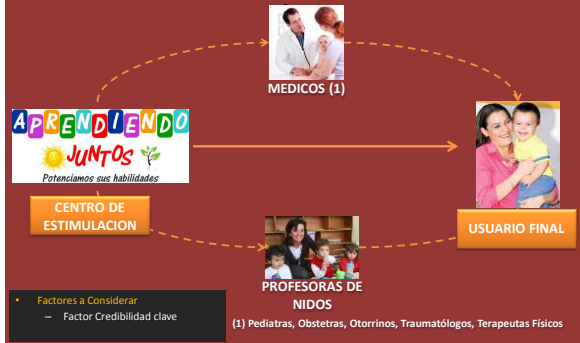 MEDICOS (1)
APRENDIENDO
JUNTOS
Potenciamos sus habilidades
CENTRO DE
ESTIMULACION
USUARIO FINAL
PROFESORAS DE
NIDOS
• Factores a Considerar
– Factor Credibilidad clave
(1) Pediatras, Obstetras, Otorrinos, Traumatólogos, Terapeutas Físicos